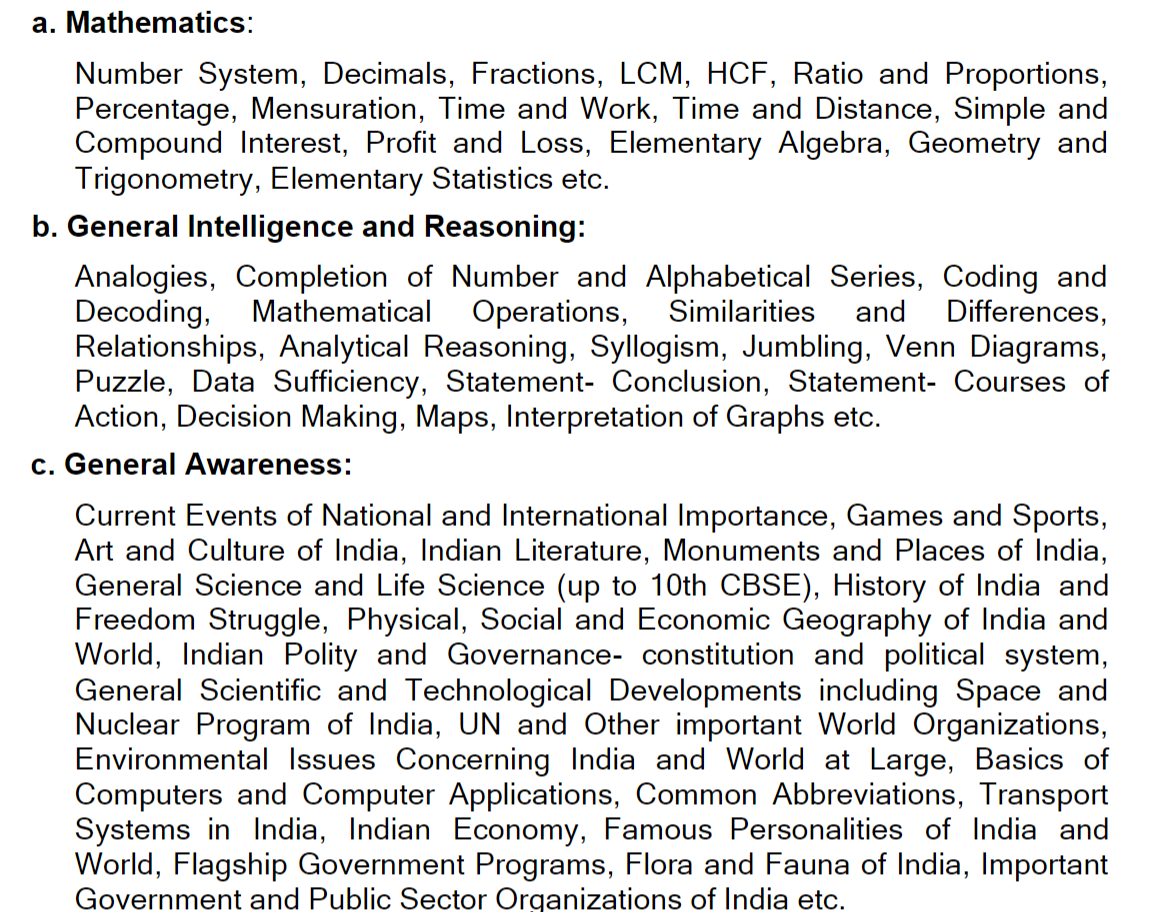 a. Mathematics:
Number System, Decimals, Fractions, LCM, HCF, Ratio and Proportions,
Percentage, Mensuration, Time and Work, Time and Distance, Simple and
Compound Interest, Profit and Loss, Elementary Algebra, Geometry and
Trigonometry, Elementary Statistics etc.
b. General Intelligence and Reasoning:
Analogies, Completion of Number and Alphabetical Series, Coding and
Decoding, Mathematical Operations, Similarities and Differences,
Relationships, Analytical Reasoning, Syllogism, Jumbling, Venn Diagrams,
Puzzle, Data Sufficiency, Statement- Conclusion, Statement- Courses of
Action, Decision Making, Maps, Interpretation of Graphs etc.
c. General Awareness:
Current Events of National and International Importance, Games and Sports,
Art and Culture of India, Indian Literature, Monuments and Places of India,
General Science and Life Science (up to 10th CBSE), History of India and
Freedom Struggle, Physical, Social and Economic Geography of India and
World, Indian Polity and Governance- constitution and political system,
General Scientific and Technological Developments including Space and
Nuclear Program of India, UN and Other important World Organizations,
Environmental Issues Concerning India and World at Large, Basics of
Computers and Computer Applications, Common Abbreviations, Transport
Systems in India, Indian Economy, Famous Personalities of India and
World, Flagship Government Programs, Flora and Fauna of India, Important
Government and Public Sector Organizations of India etc.